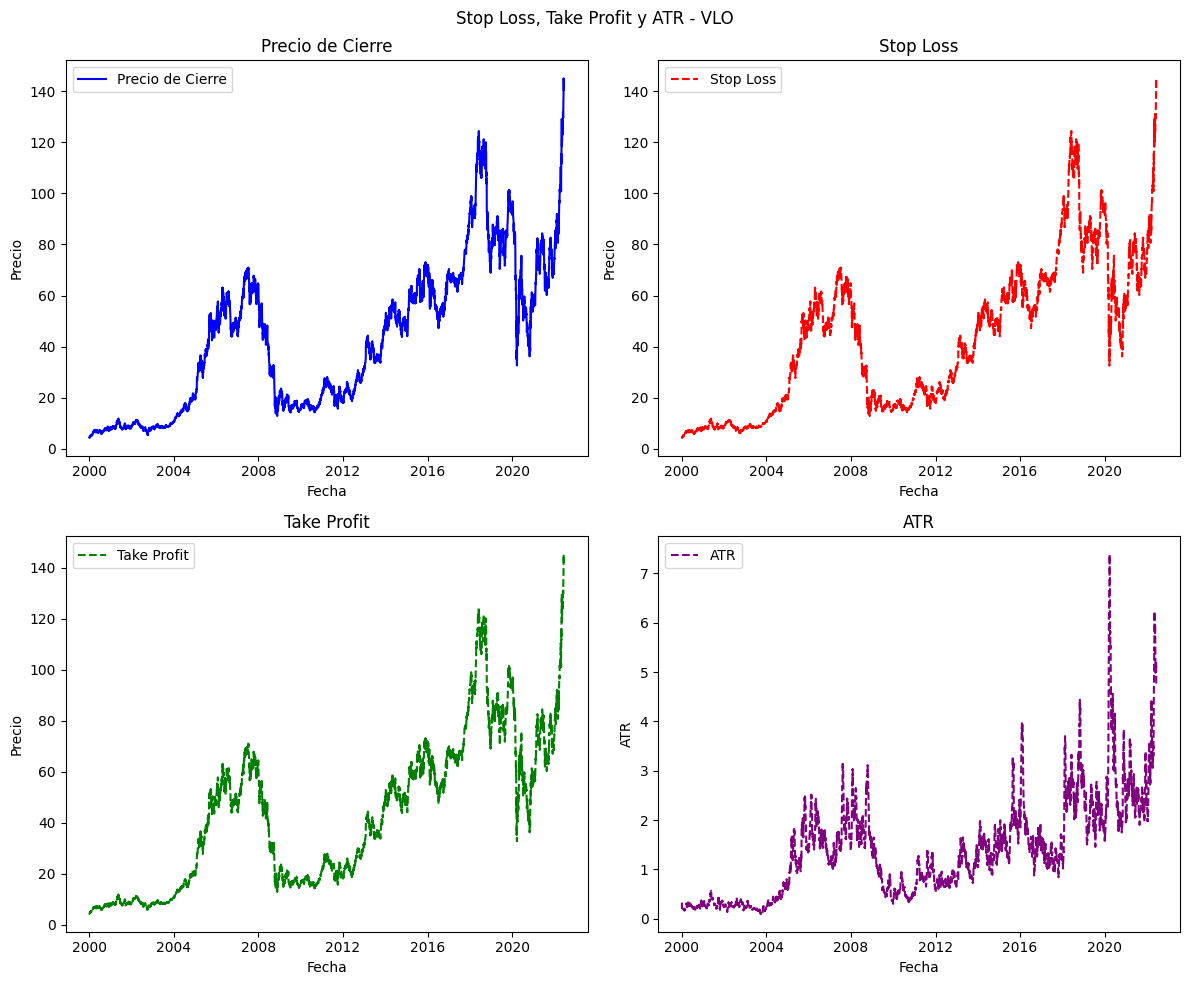 Stop Loss, Take Profit y ATR - VLO
Precio de Cierre
Precio de Cierre
Precio
140
120
100
80
60
40
20
0
2000 2004 2008 2012 2016 2020
Fecha
Stop Loss
Stop Loss
Precio
140
120
100
80
60
40
20
0
2000 2004 2008 2012 2016 2020
Fecha
Take Profit
Take Profit
Precio
140
120
100
80
60
40
20
0
2000 2004 2008 2012 2016 2020
Fecha
ATR
ATR
ATR
7
6
5
4
3
2
1
0
2000 2004 2008 2012 2016 2020
Fecha